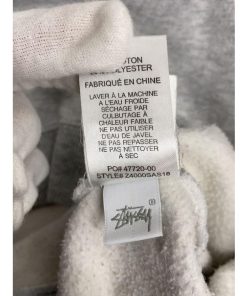 POLYESTER
FABRIQUÉ EN CHINE
LAVER À LA MACHINE
A L'EAU FROIDE
SÉCHAGE PAR
CULBUTAGE À
CHALEUR FAIBLE
NE PAS UTILISER
D'EAU DE JAVEL
NE PAS REPASSER
NE PAS NETTOYER
À SEC
PO# 47720-00
STYLE# Z4000SAS18
STÜSSY